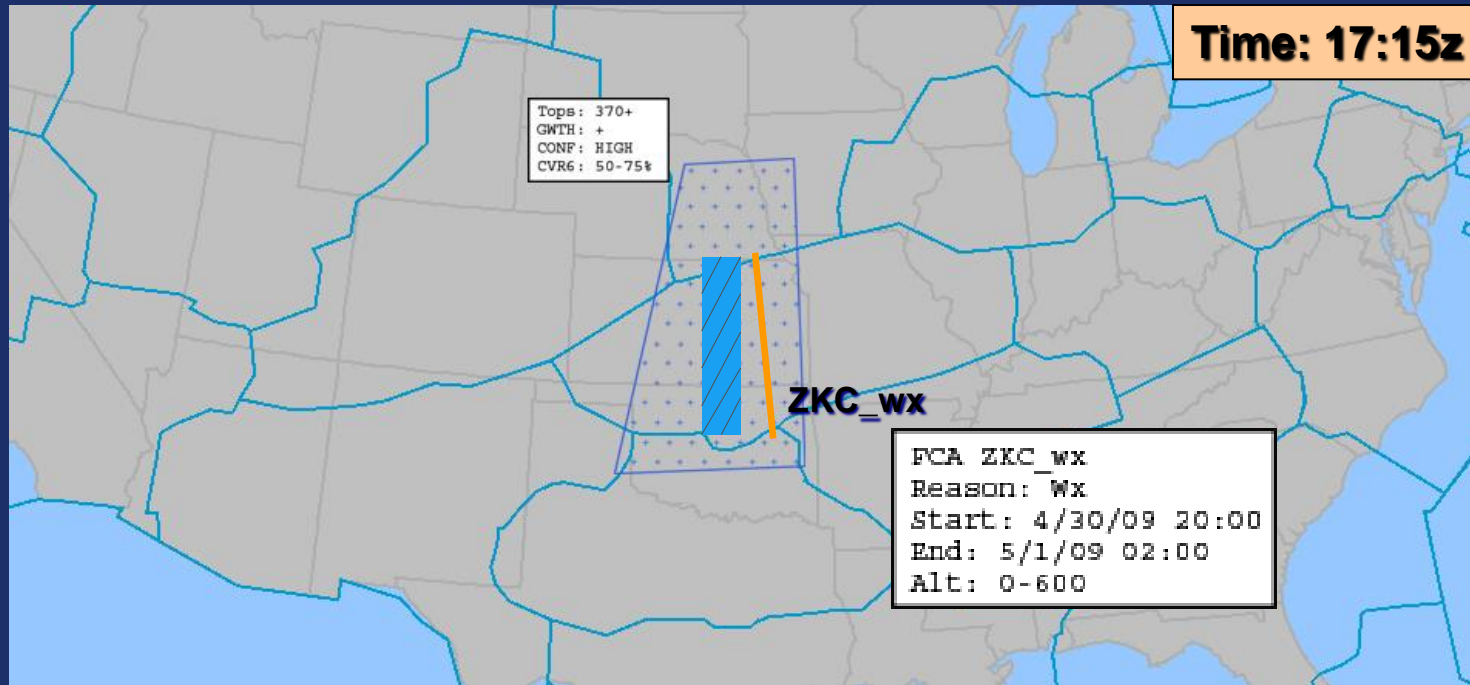 Time: 17:15z
Tops: 370+
GWTH: +
CONF: HIGH
CVR6: 50-75%
ZKC_wx
FCA ZKC_wx
Reason: Wx
Start: 4/30/09 20:00
End: 5/1/09 02:00
Alt: 0-600